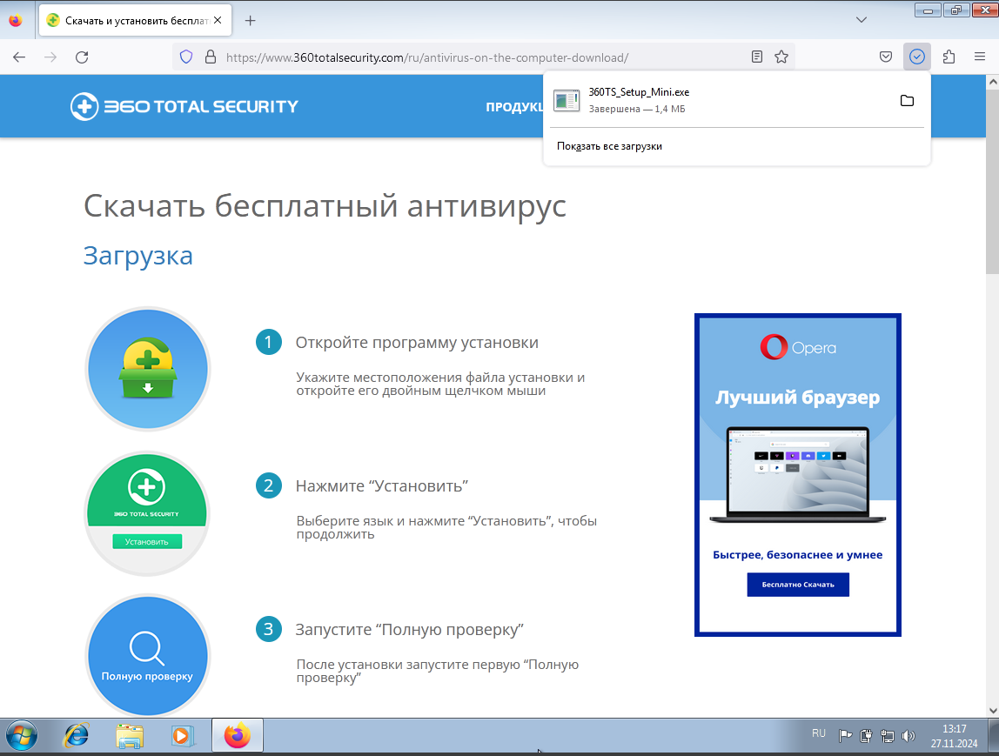 Скачать и установить бесплат
https://www.360totalsecurity.com/ru/antivirus-on-the-computer-download/
360TS_Setup_Mini.exe
Завершена — 1,4 МБ
Показать все загрузки
360 TOTAL SECURITY
ПРОДУКЦ
Скачать бесплатный антивирус
Загрузка
1
Откройте программу установки
Укажите местоположения файла установки и
откройте его двойным щелчком мыши
360 TOTAL SECURITY
Установить
2
Нажмите “Установить”
Выберите язык и нажмите “Установить”, чтобы
продолжить
Полную проверку
3
Запустите “Полную проверку”
После установки запустите первую “Полную
проверку”
Opera
Лучший браузер
Быстрее, безопаснее и умнее
Бесплатно Скачать
RU
13:17
27.11.2024